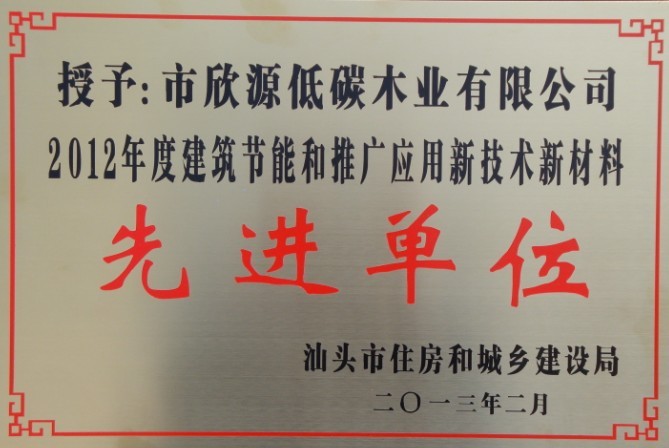 授予:市欣源低碳木业有限公司
2012年度建筑节能和推广应用新技术新材料
先进单位
汕头市住房和城乡建设局
二〇一三年二月